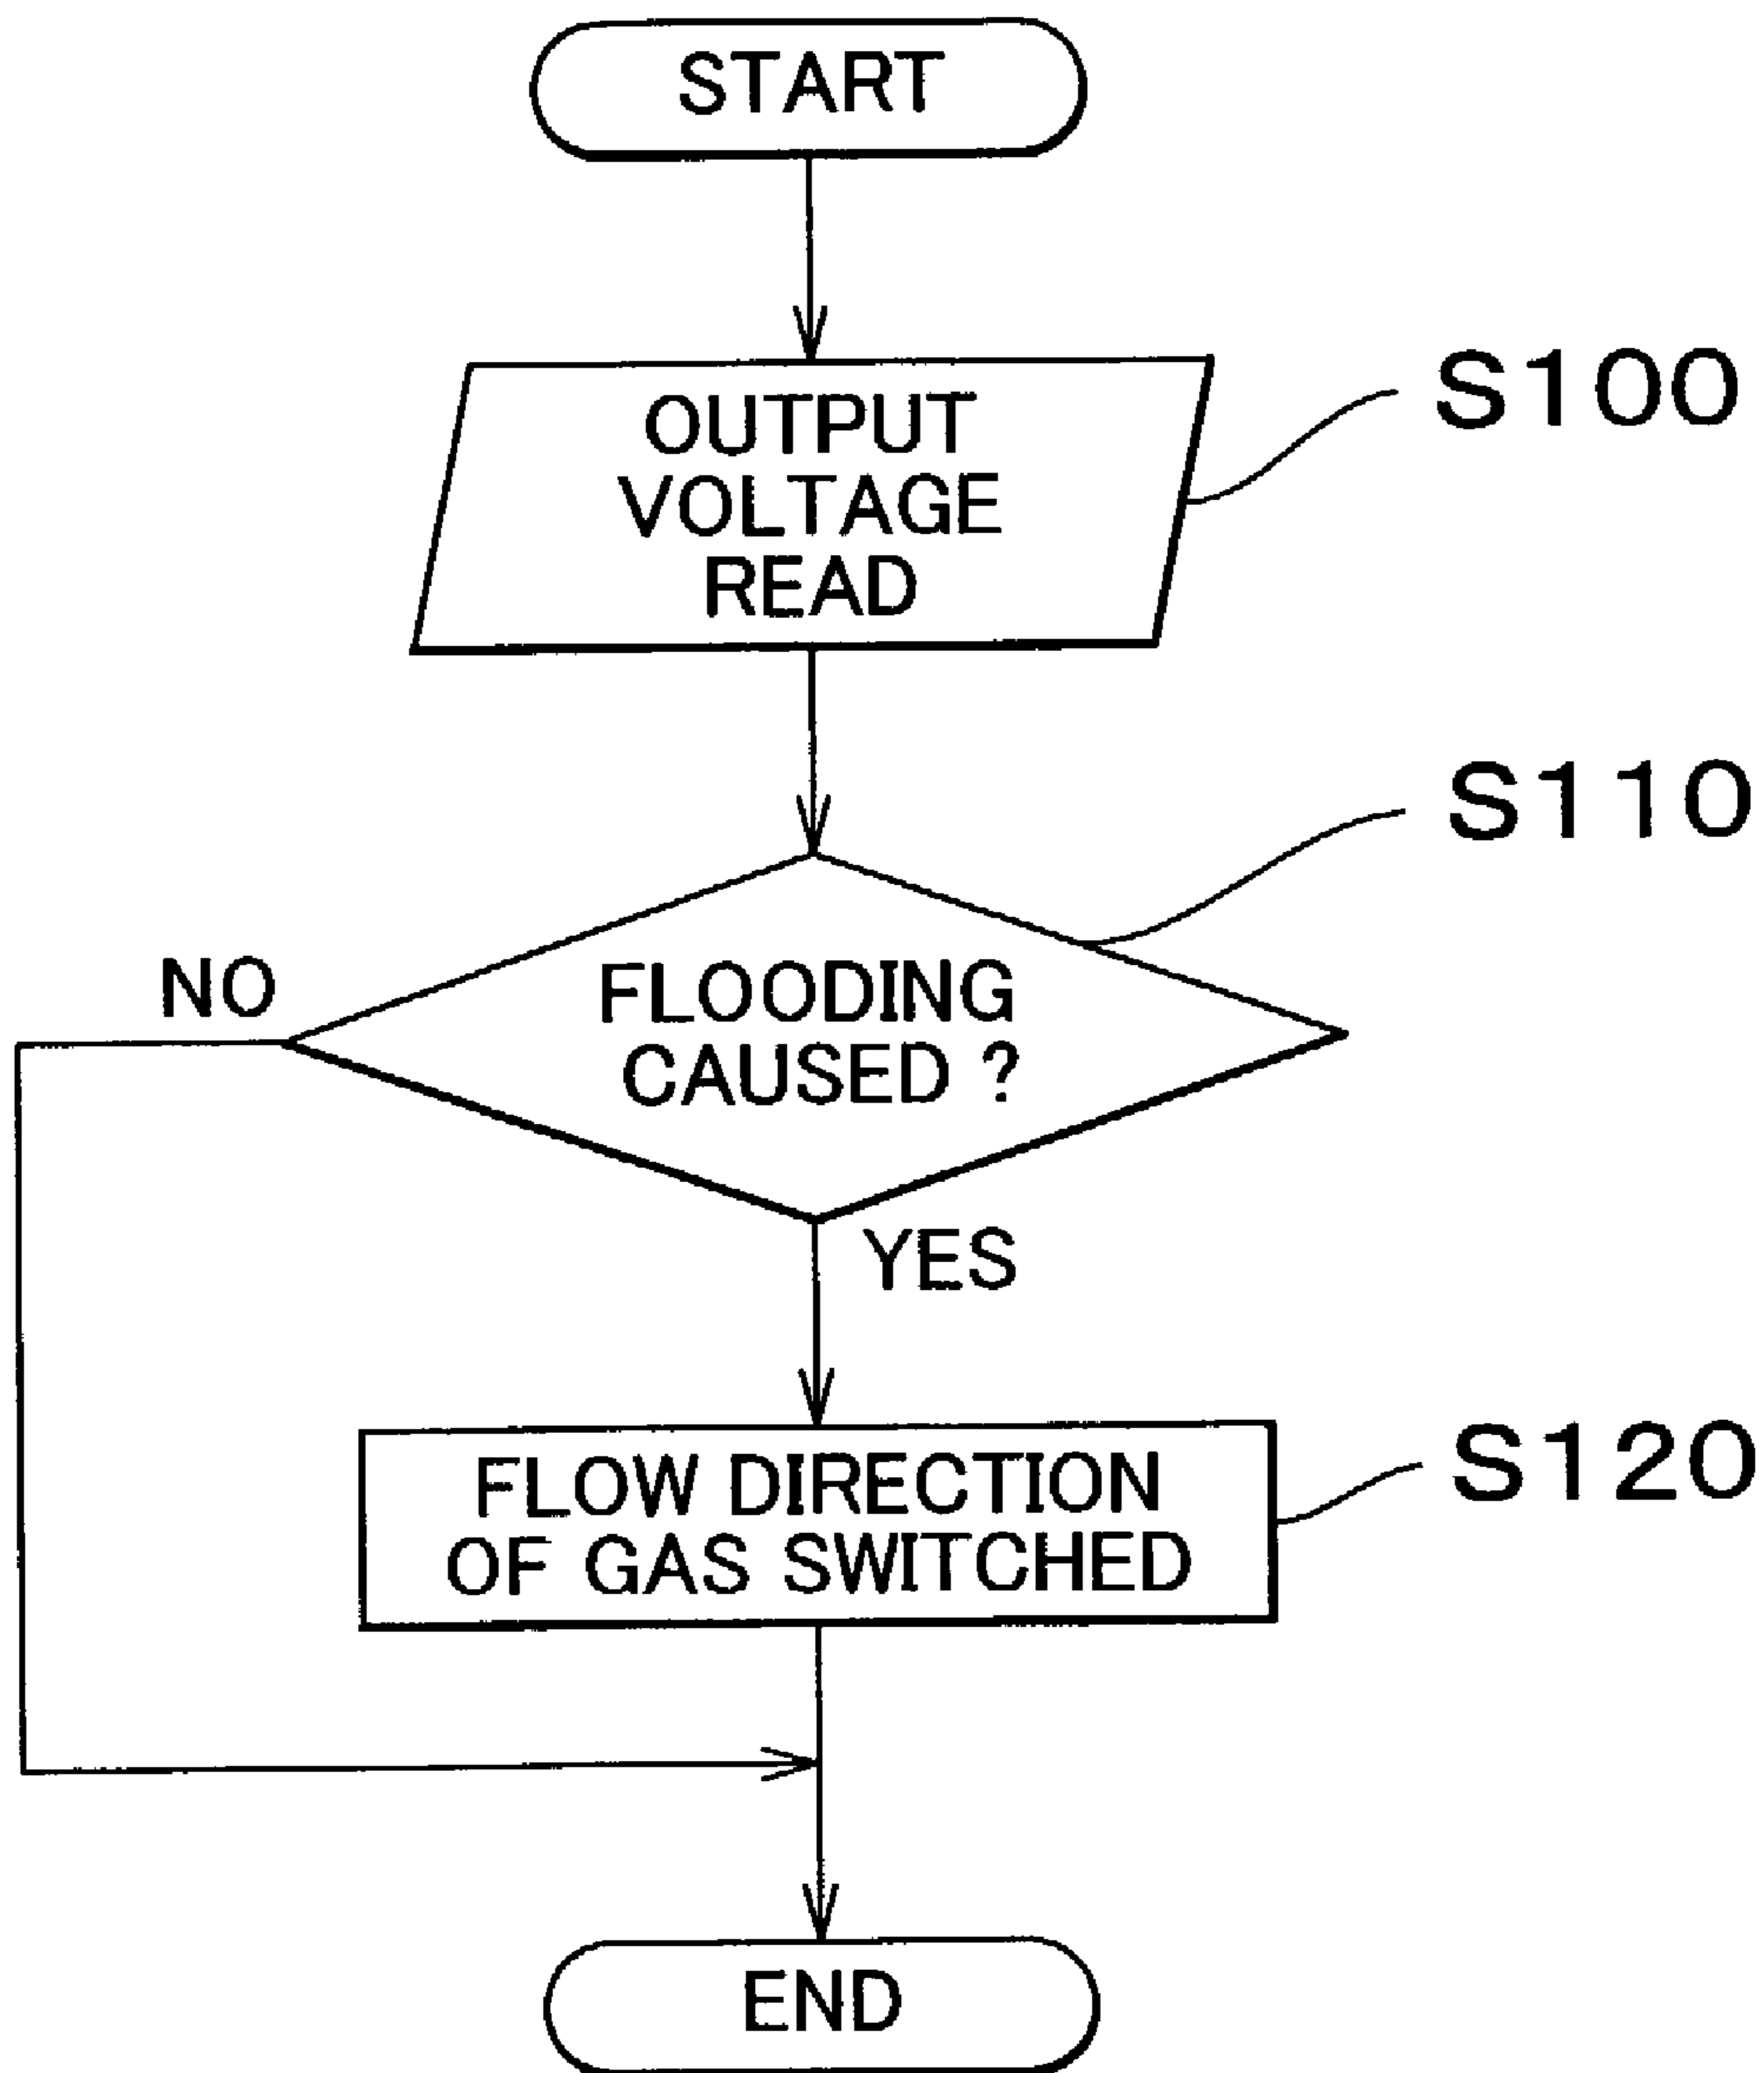 START
OUTPUT
VOLTAGE
READ
S100
S110
NO
FLOODING
CAUSED ?
YES
FLOW DIRECTION
OF GAS SWITCHED
S120
END